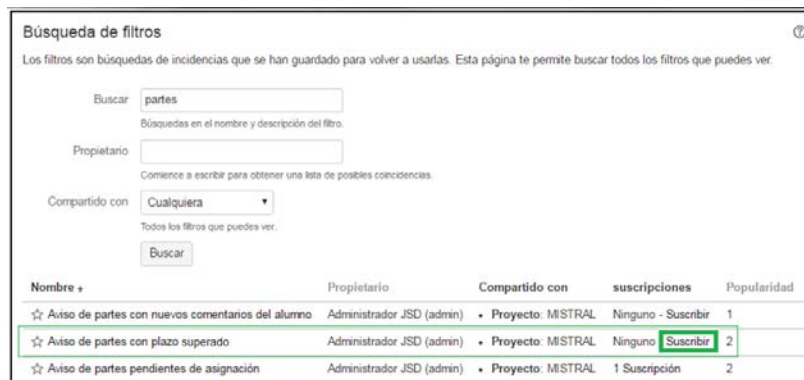 Búsqueda de filtros
Los filtros son búsquedas de incidencias que se han guardado para volver a usarlas. Esta página te permite buscar todos los filtros que puedes ver.
Buscar partes
Búsquedas en el nombre y descripción del filtro.
Propietario
Comience a escribir para obtener una lista de posibles coincidencias.
Compartido con Cualquiera
Todos los filtros que puedes ver.
Buscar
Nombre Propietario Compartido con suscripciones Popularidad
Aviso de partes con nuevos comentarios del alumno Administrador JSD (admin) • Proyecto: MISTRAL Ninguno - Suscribir 1
Aviso de partes con plazo superado Administrador JSD (admin) • Proyecto: MISTRAL Ninguno Suscribir 2
Aviso de partes pendientes de asignación Administrador JSD (admin) • Proyecto: MISTRAL 1 Suscripción 2